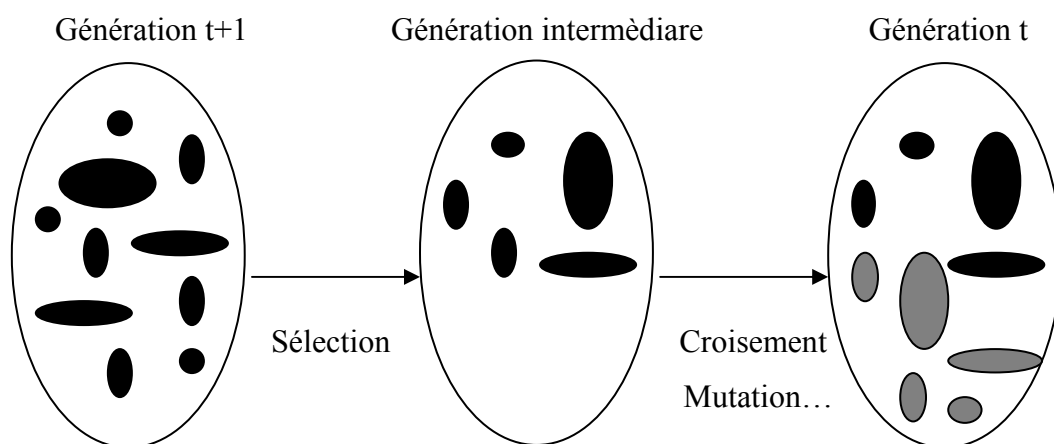 Génération t+1
Génération intermèdiare
Génération t
Sélection
Croisement
Mutation…